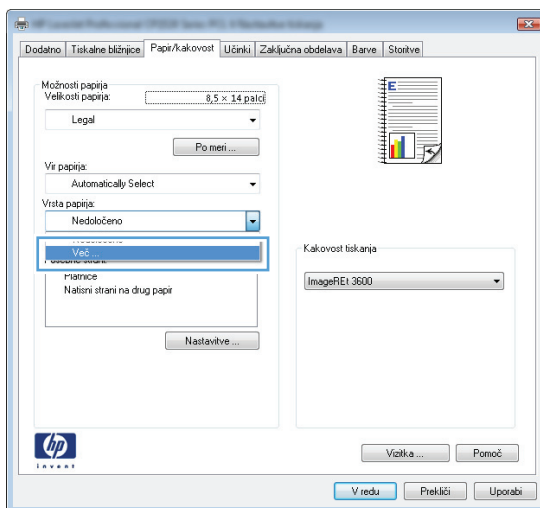 Dodatno Tiskalne bližnjice Papir/kakovost Učinki Zaključna obdelava Barve Storitve
Možnosti papirja
Velikosti papirja: 8,5 × 14 palci
Legal
Po meri ...
Vir papirja:
Automatically Select
Vrsta papirja:
Nedoločeno
Več ...
Platnice
Natisni strani na drug papir
Nastavitve ...
E
Kakovost tiskanja
ImageREt 3600
hp
invent
Vizitka ... Pomoč
V redu Prekliči Uporabi